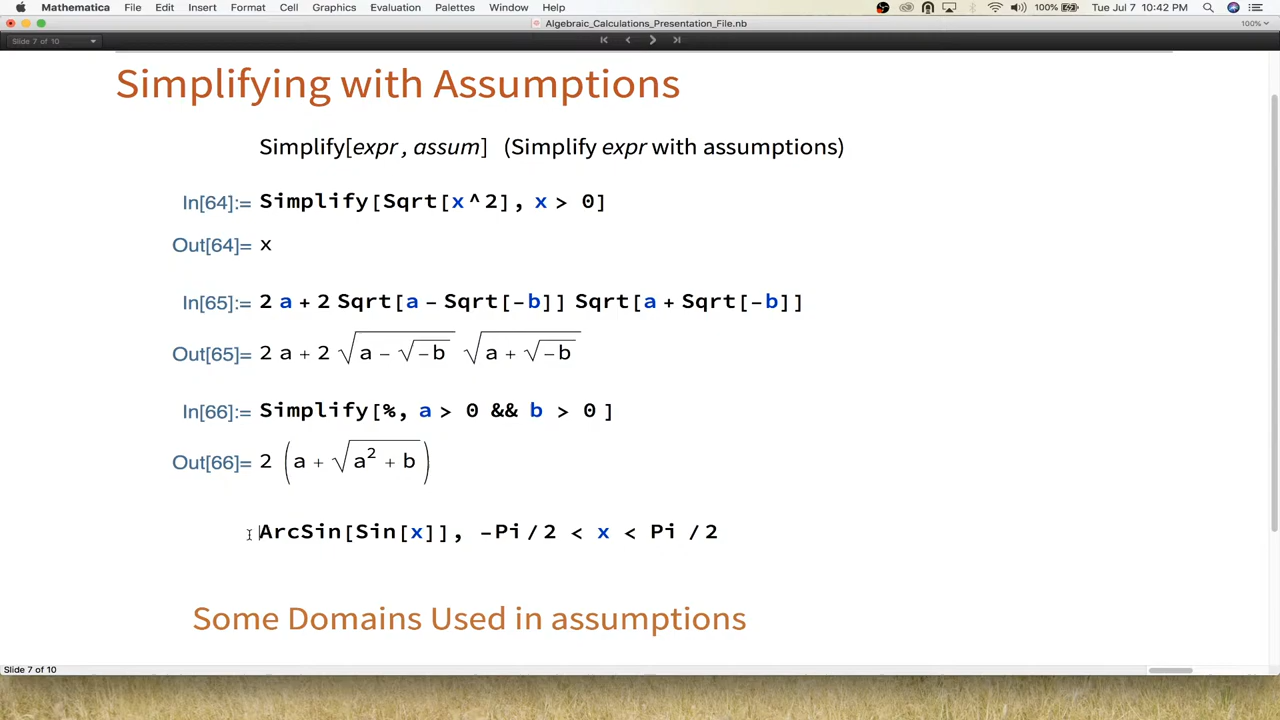 Mathematica File Edit Insert Format Cell Graphics Evaluation Palettes Window Help 100% Tue Jul 7 10:42 PM
Algebraic_Calculations_Presentation_File.nb 100%
Slide 7 of 10
Simplifying with Assumptions
Simplify[expr , assum] (Simplify expr with assumptions)
In[64]:= Simplify[Sqrt[x^2], x > 0]
Out[64]= x
In[65]:= 2 a + 2 Sqrt[a - Sqrt[-b]] Sqrt[a + Sqrt[-b]]
Out[65]= 2 a + 2 √(a - √(-b)) √(a + √(-b))
In[66]:= Simplify[%, a > 0 && b > 0 ]
Out[66]= 2 (a + √(a² + b))
ArcSin[Sin[x]], -Pi / 2 < x < Pi / 2
Some Domains Used in assumptions
Slide 7 of 10